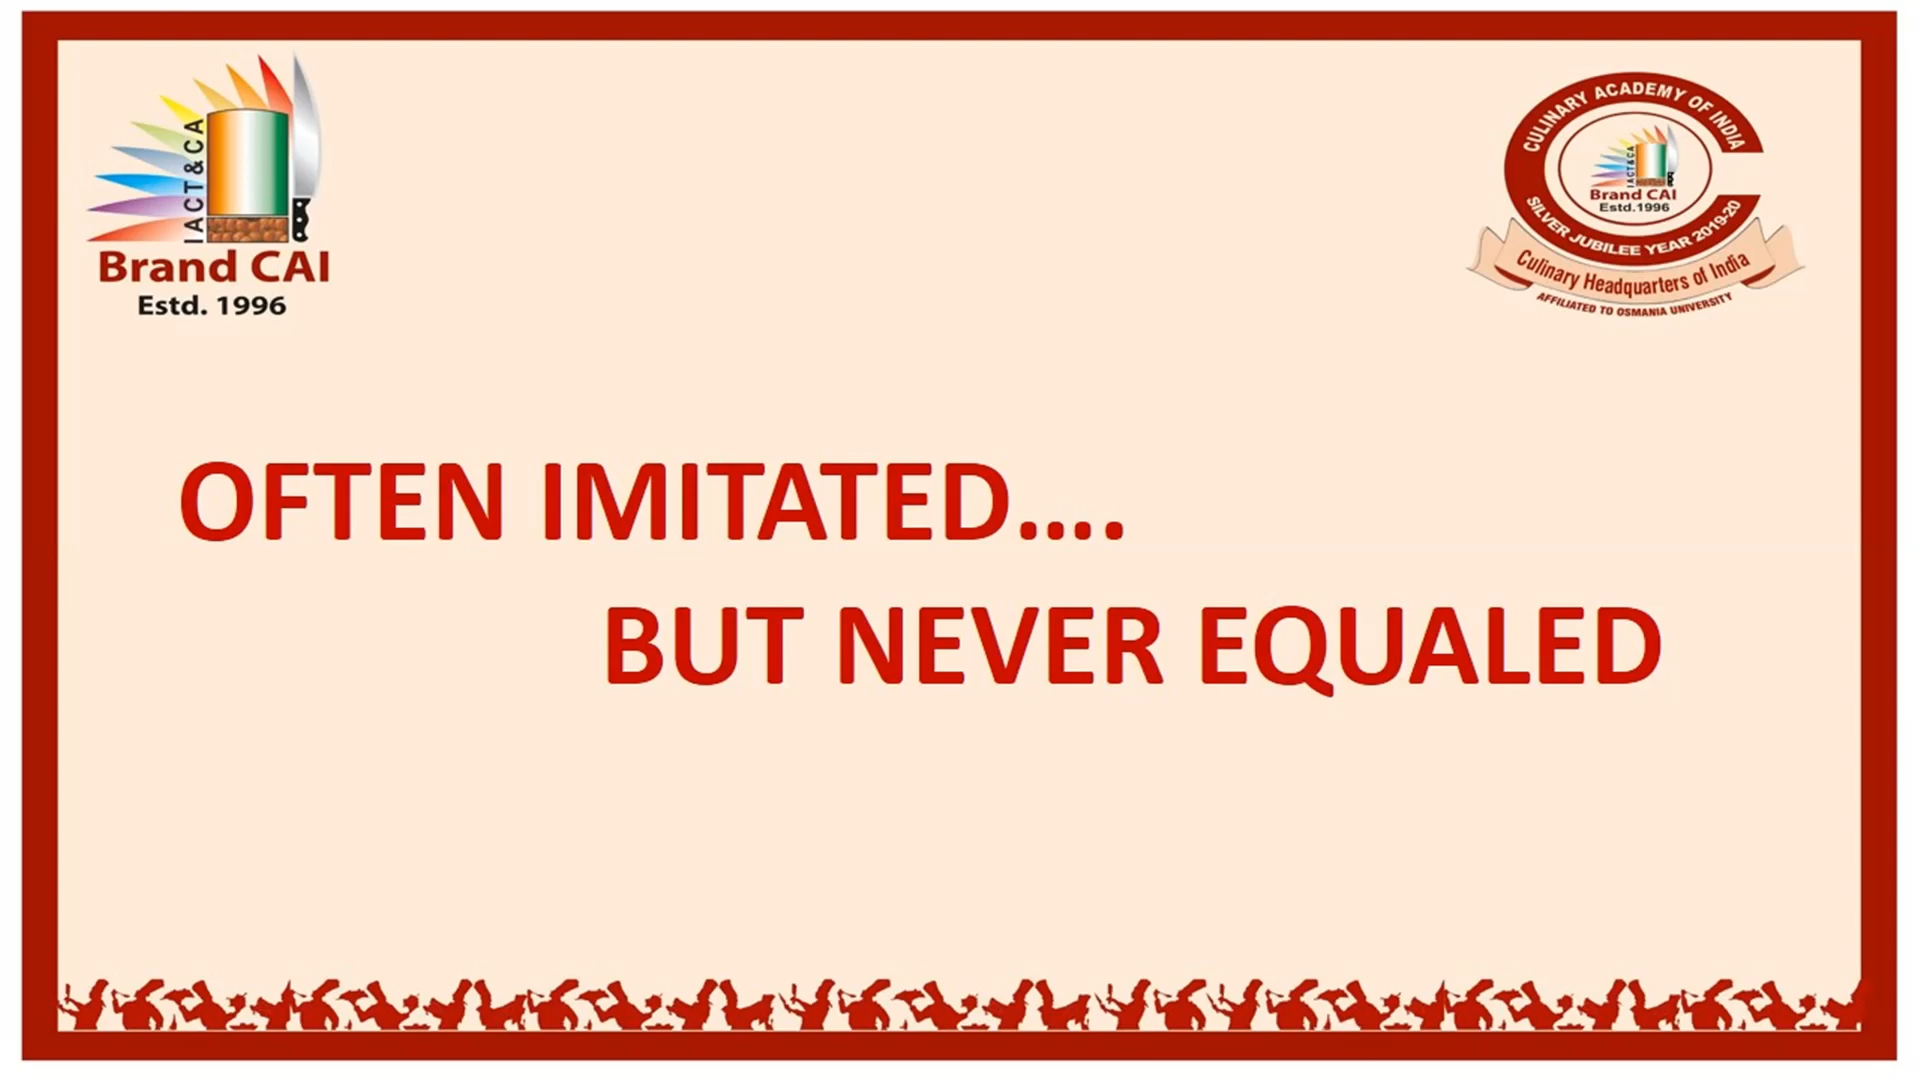 IACT&CA
Brand CAI
Estd. 1996
CULINARY ACADEMY OF INDIA
IACT&CA
Brand CAI
Estd.1996
SILVER JUBILEE YEAR 2019-20
Culinary Headquarters of India
AFFILIATED TO OSMANIA UNIVERSITY
OFTEN IMITATED....
BUT NEVER EQUALED